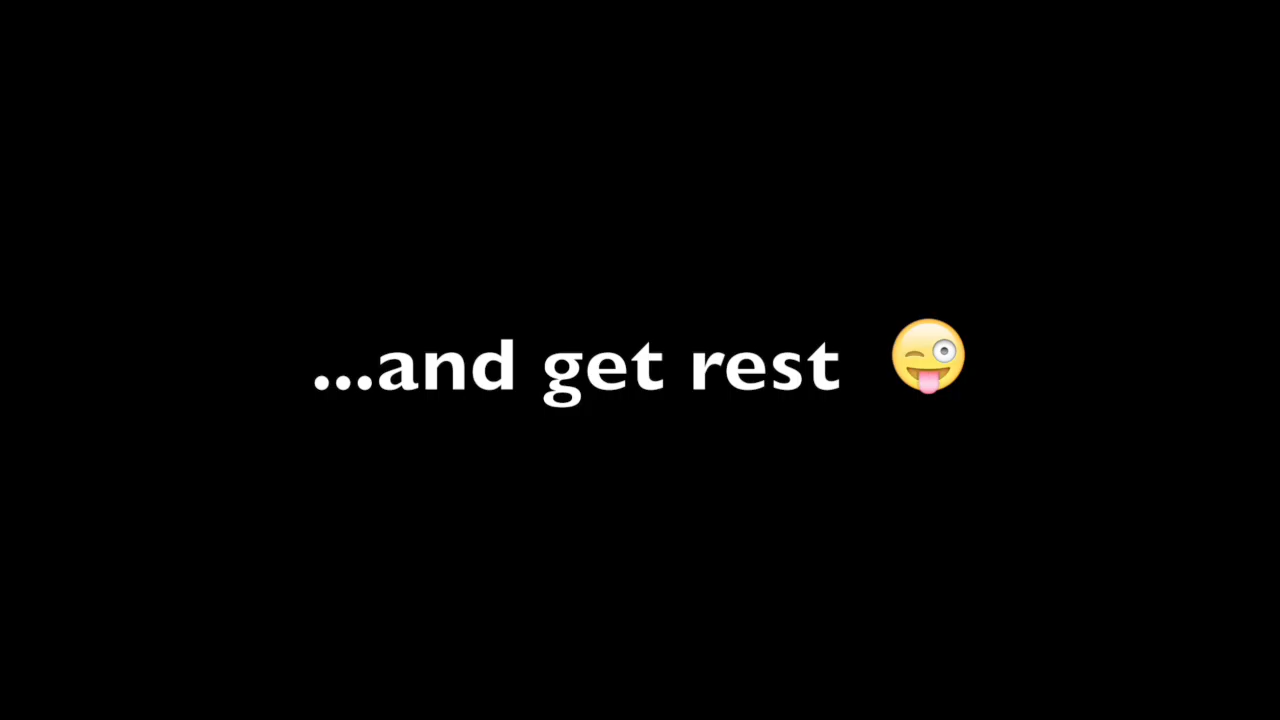 ...and get rest 😜